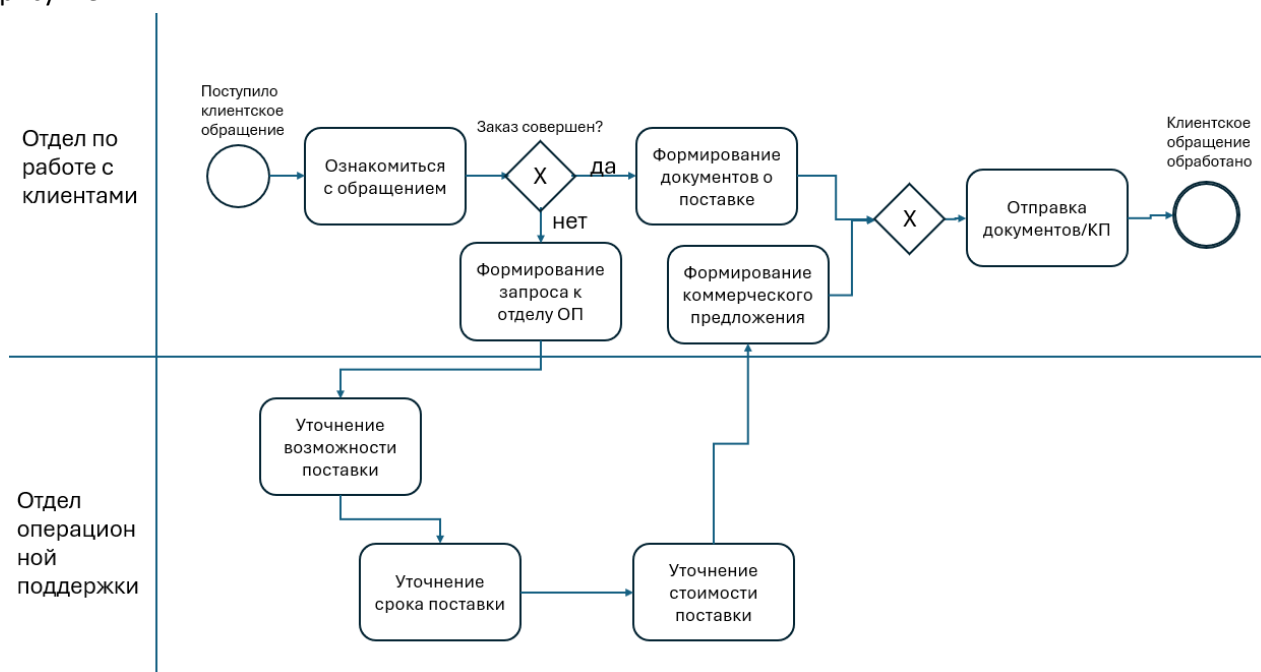 Поступило
клиентское
обращение
Отдел по
работе с
клиентами
Ознакомиться
с обращением
Заказ совершен?
X
да
нет
Формирование
документов о
поставке
Формирование
запроса к
отделу ОП
Формирование
коммерческого
предложения
X
Отправка
документов/КП
Клиентское
обращение
обработано
Отдел
операцион
ной
поддержки
Уточнение
возможности
поставки
Уточнение
срока поставки
Уточнение
стоимости
поставки